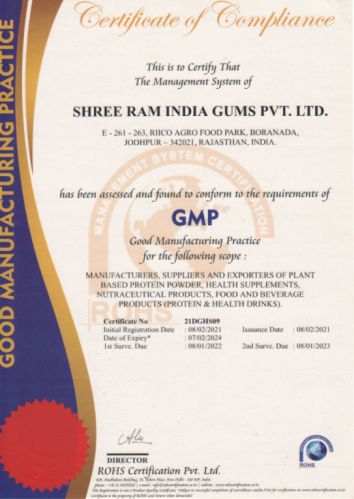 Certificate of Compliance
GOOD MANUFACTURING PRACTICE
This is to Certify That
The Management System of
SHREE RAM INDIA GUMS PVT. LTD.
E - 261 - 263, RIICO AGRO FOOD PARK, BORANADA,
JODHPUR – 342021, RAJASTHAN, INDIA.
MANAGEMENT SYSTEM CERTIFICATION
has been assessed and found to conform to the requirements of
GMP
Good Manufacturing Practice
for the following scope :
MANUFACTURERS, SUPPLIERS AND EXPORTERS OF PLANT
BASED PROTEIN POWDER, HEALTH SUPPLEMENTS,
NUTRACEUTICAL PRODUCTS, FOOD AND BEVERAGE
PRODUCTS (PROTEIN & HEALTH DRINKS).
ROHS
Certificate No 21DGHS09
Initial Registration Date : 08/02/2021 Issuance Date : 08/02/2021
Date of Expiry* : 07/02/2024
1st Surve. Due : 08/01/2022 2nd Surve. Due : 08/01/2023
DIRECTOR
ROHS Certification Pvt. Ltd.
ROHS